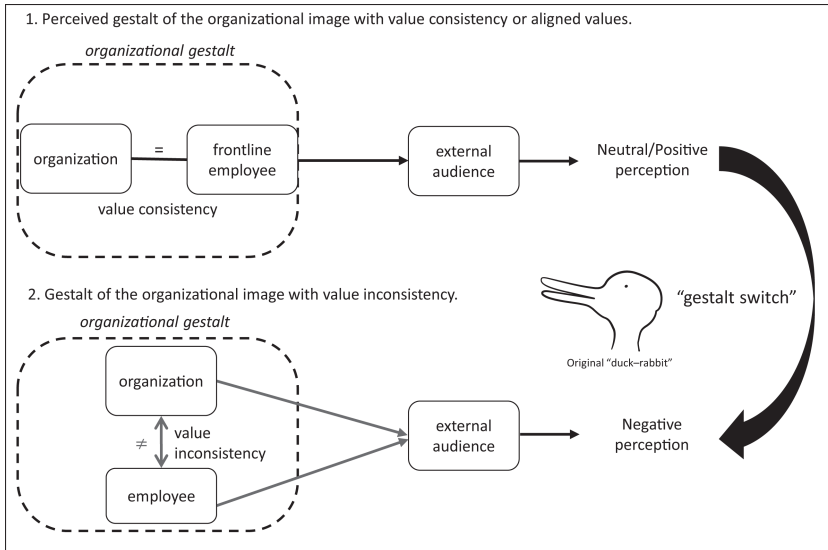 1. Perceived gestalt of the organizational image with value consistency or aligned values.
organizational gestalt
organization
=
frontline
employee
value consistency
external
audience
Neutral/Positive
perception
2. Gestalt of the organizational image with value inconsistency.
organizational gestalt
organization
≠
value
inconsistency
employee
external
audience
Negative
perception
"gestalt switch"
Original "duck–rabbit"